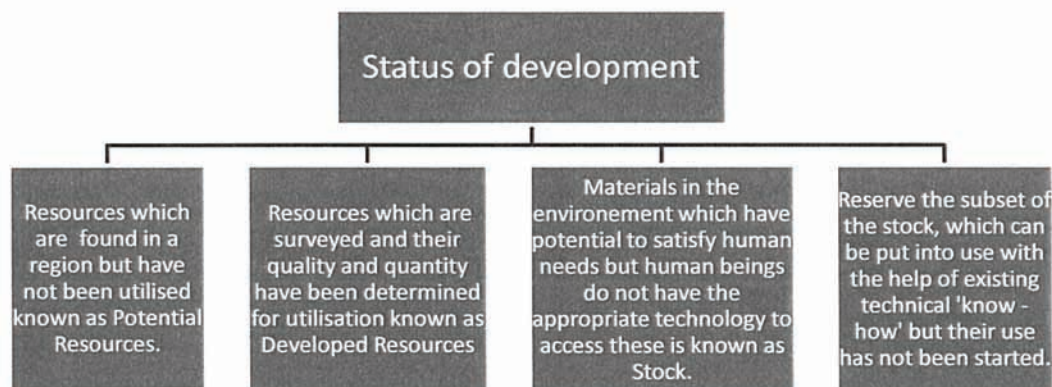 Status of development
Resources which
are found in a
region but have
not been utilised
known as Potential
Resources.
Resources which are
surveyed and their
quality and quantity
have been determined
for utilisation known as
Developed Resources
Materials in the
environement which have
potential to satisfy human
needs but human beings
do not have the
appropriate technology to
access these is known as
Stock.
Reserve the subset of
the stock, which can
be put into use with
the help of existing
technical 'know -
how' but their use
has not been started.